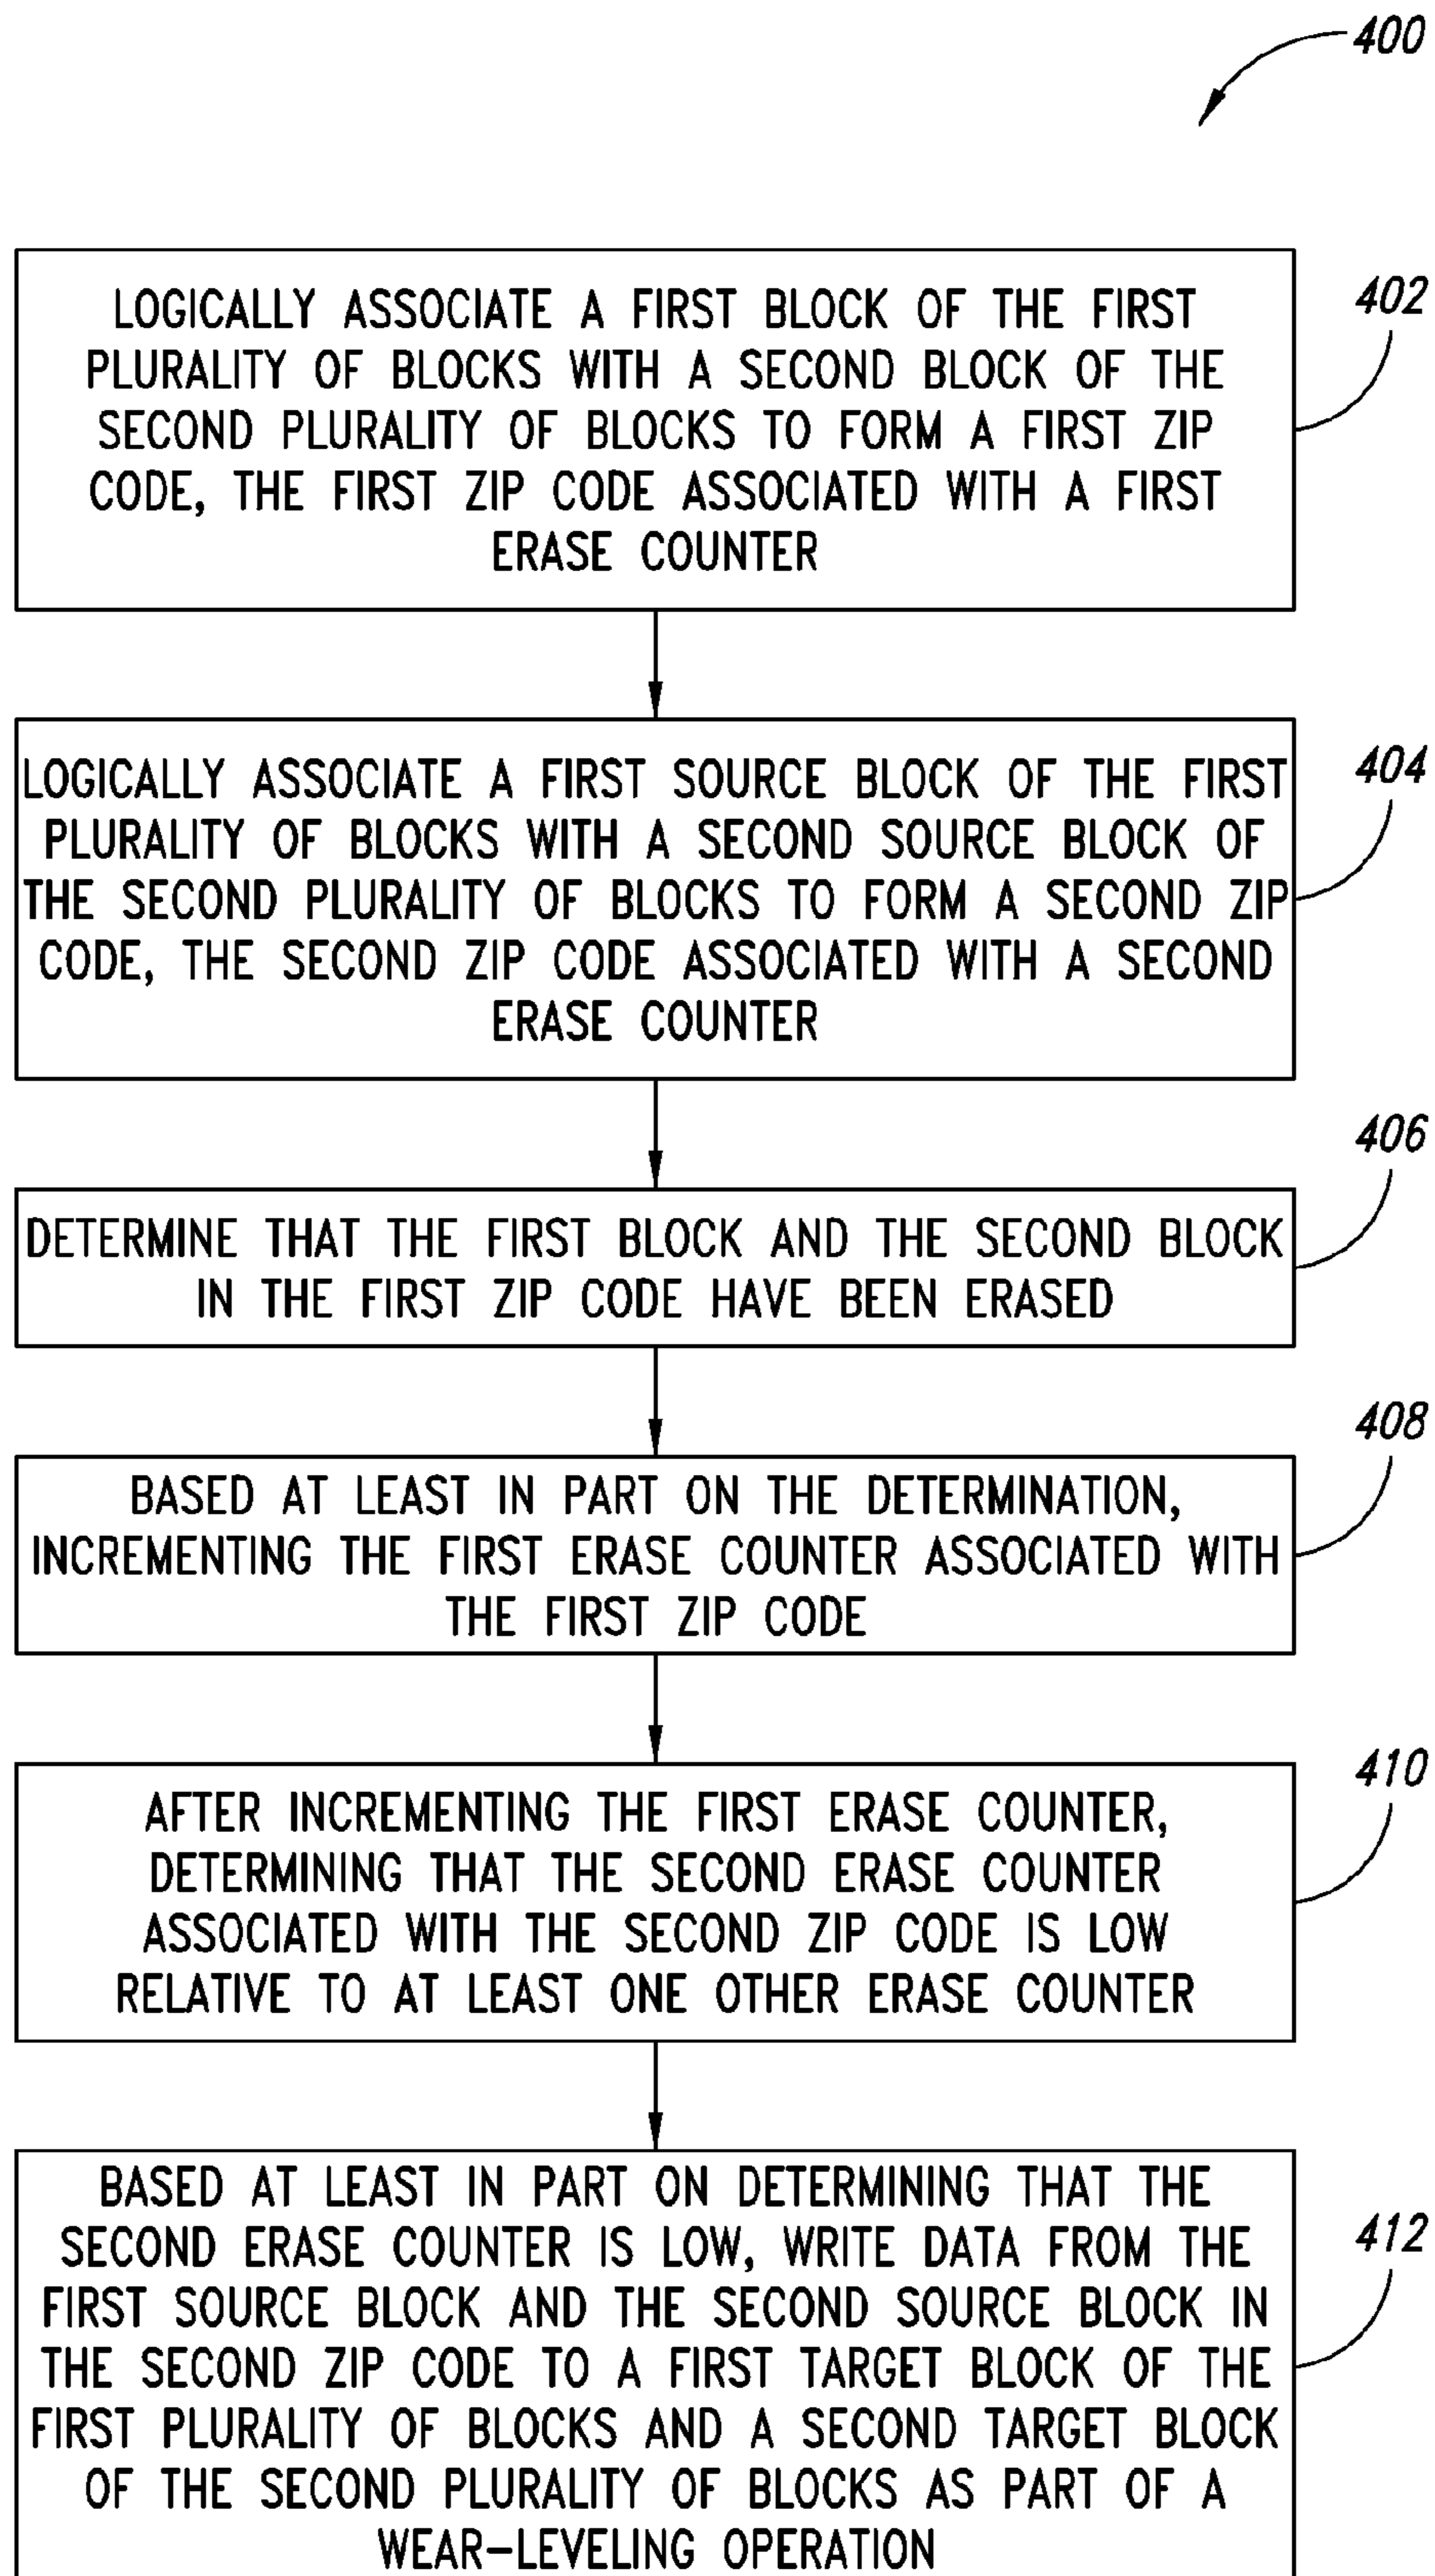 400
LOGICALLY ASSOCIATE A FIRST BLOCK OF THE FIRST
PLURALITY OF BLOCKS WITH A SECOND BLOCK OF THE
SECOND PLURALITY OF BLOCKS TO FORM A FIRST ZIP
CODE, THE FIRST ZIP CODE ASSOCIATED WITH A FIRST
ERASE COUNTER
402
LOGICALLY ASSOCIATE A FIRST SOURCE BLOCK OF THE FIRST
PLURALITY OF BLOCKS WITH A SECOND SOURCE BLOCK OF
THE SECOND PLURALITY OF BLOCKS TO FORM A SECOND ZIP
CODE, THE SECOND ZIP CODE ASSOCIATED WITH A SECOND
ERASE COUNTER
404
DETERMINE THAT THE FIRST BLOCK AND THE SECOND BLOCK
IN THE FIRST ZIP CODE HAVE BEEN ERASED
406
BASED AT LEAST IN PART ON THE DETERMINATION,
INCREMENTING THE FIRST ERASE COUNTER ASSOCIATED WITH
THE FIRST ZIP CODE
408
AFTER INCREMENTING THE FIRST ERASE COUNTER,
DETERMINING THAT THE SECOND ERASE COUNTER
ASSOCIATED WITH THE SECOND ZIP CODE IS LOW
RELATIVE TO AT LEAST ONE OTHER ERASE COUNTER
410
BASED AT LEAST IN PART ON DETERMINING THAT THE
SECOND ERASE COUNTER IS LOW, WRITE DATA FROM THE
FIRST SOURCE BLOCK AND THE SECOND SOURCE BLOCK IN
THE SECOND ZIP CODE TO A FIRST TARGET BLOCK OF THE
FIRST PLURALITY OF BLOCKS AND A SECOND TARGET BLOCK
OF THE SECOND PLURALITY OF BLOCKS AS PART OF A
WEAR-LEVELING OPERATION
412